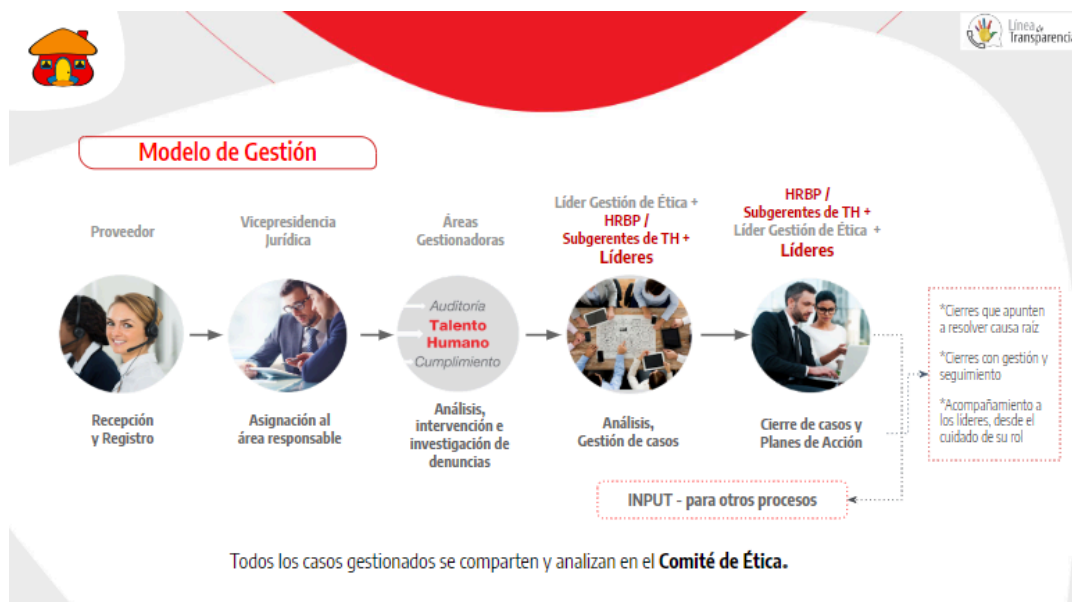 Línea de
Transparencia
Modelo de Gestión
Proveedor
Recepción
y Registro
Vicepresidencia
Jurídica
Asignación al
área responsable
Áreas
Gestionadoras
Auditoría
Talento
Humano
Cumplimiento
Análisis,
intervención e
investigación de
denuncias
Líder Gestión de Ética +
HRBP /
Subgerentes de TH +
Líderes
Análisis,
Gestión de casos
HRBP /
Subgerentes de TH +
Líder Gestión de Ética +
Líderes
Cierre de casos y
Planes de Acción
*Cierres que apunten
a resolver causa raíz
*Cierres con gestión y
seguimiento
*Acompañamiento a
los líderes, desde el
cuidado de su rol
INPUT - para otros procesos
Todos los casos gestionados se comparten y analizan en el Comité de Ética.